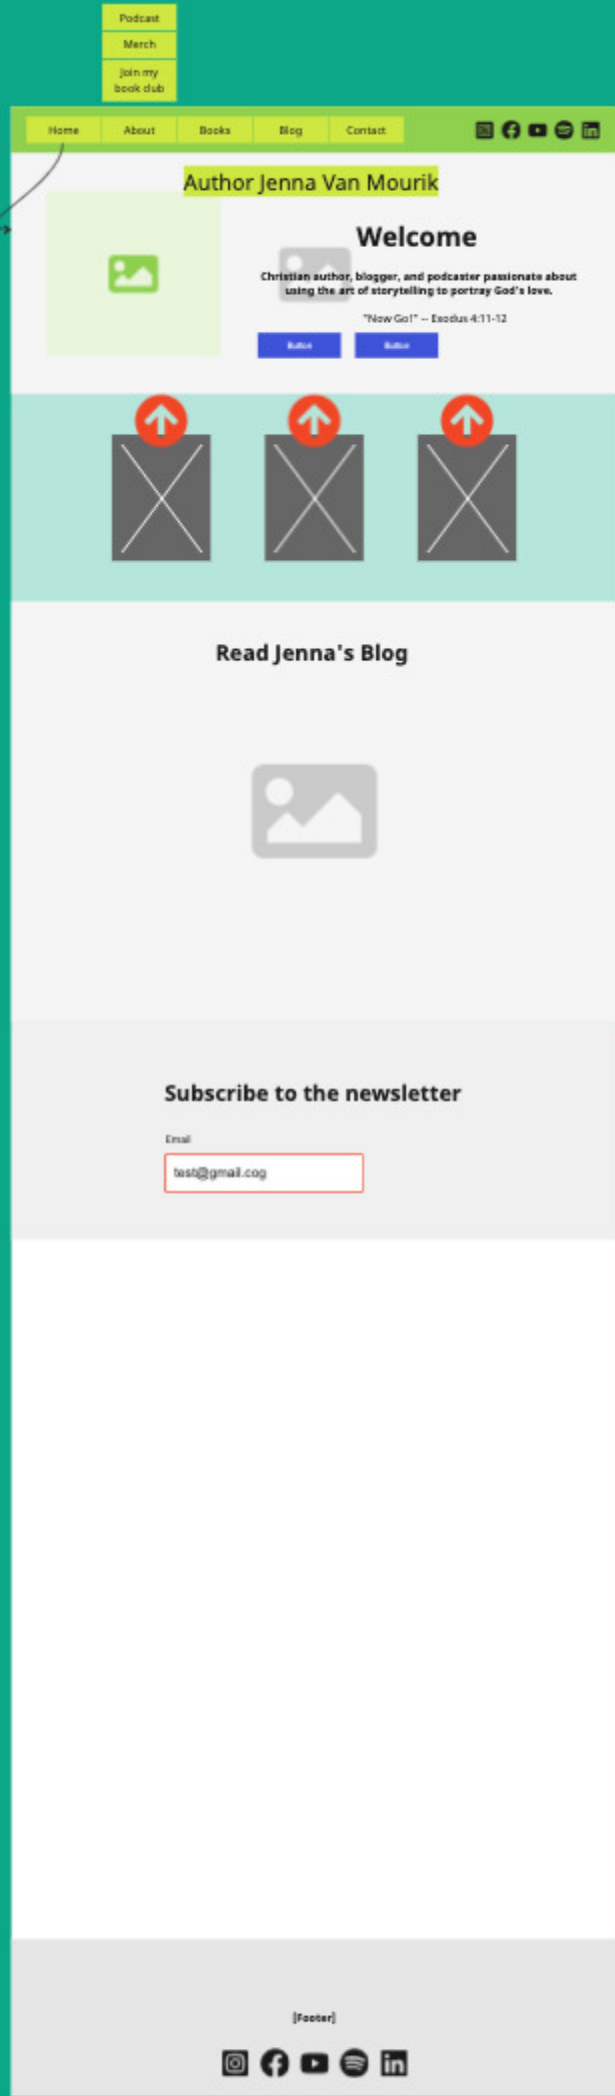 Podcast
Merch
Join my
book club
Home
About
Books
Blog
Contact
Author Jenna Van Mourik
Welcome
Christian author, blogger, and podcaster passionate about
using the art of storytelling to portray God's love.
"Now Go!" -- Exodus 4:11-12
Button
Button
Read Jenna's Blog
Subscribe to the newsletter
Email
test@gmail.cog
[Footer]